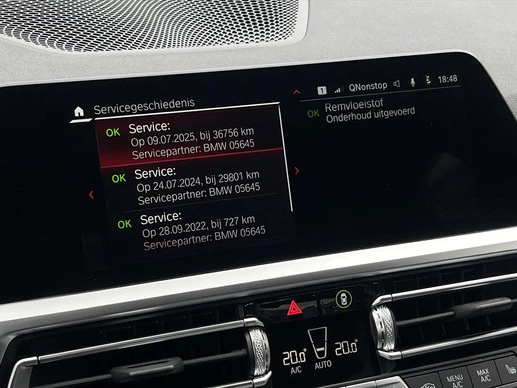 1 QNonstop 18:48
Servicegeschiedenis
OK Service:
Op 09.07.2025, bij 36756 km
Servicepartner: BMW 05645
OK Service:
Op 24.07.2024, bij 29801 km
Servicepartner: BMW 05645
OK Service:
Op 28.09.2022, bij 727 km
Servicepartner: BMW 05645
OK Remvloeistof
Onderhoud uitgevoerd
20.0 20.0
A/C AUTO
MENU A/C
MAX A/C